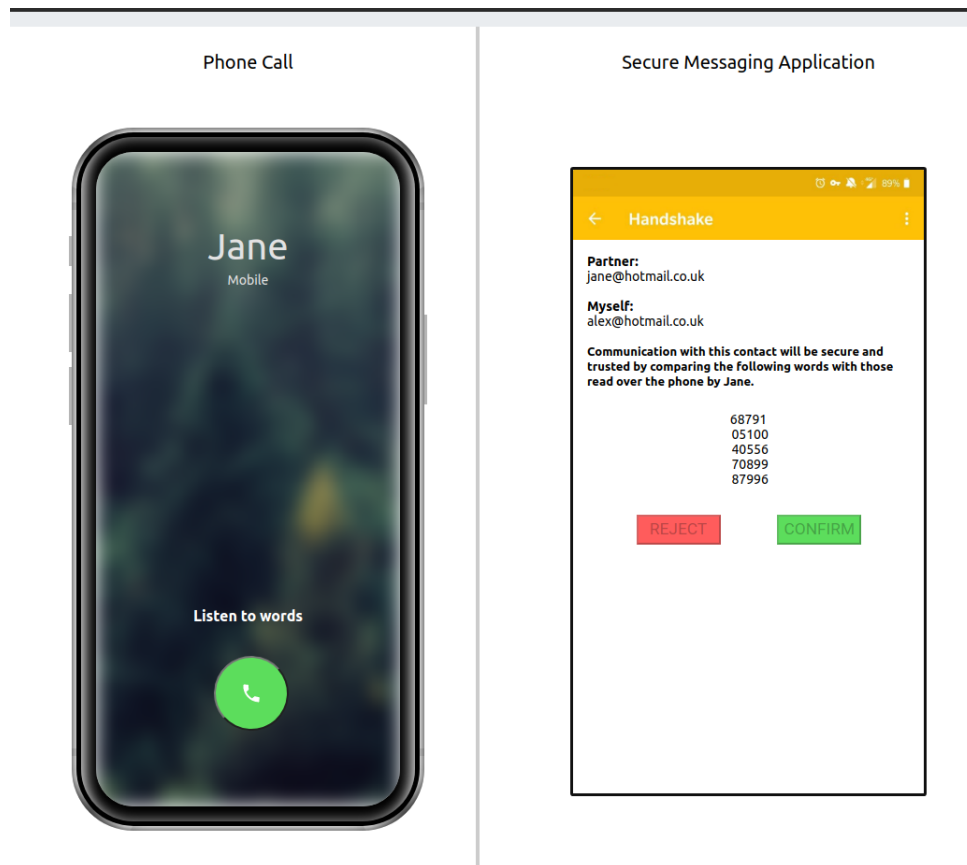 Phone Call
Jane
Mobile
Listen to words
Secure Messaging Application
89%
Handshake
Partner:
jane@hotmail.co.uk
Myself:
alex@hotmail.co.uk
Communication with this contact will be secure and
trusted by comparing the following words with those
read over the phone by Jane.
68791
05100
40556
70899
87996
REJECT CONFIRM